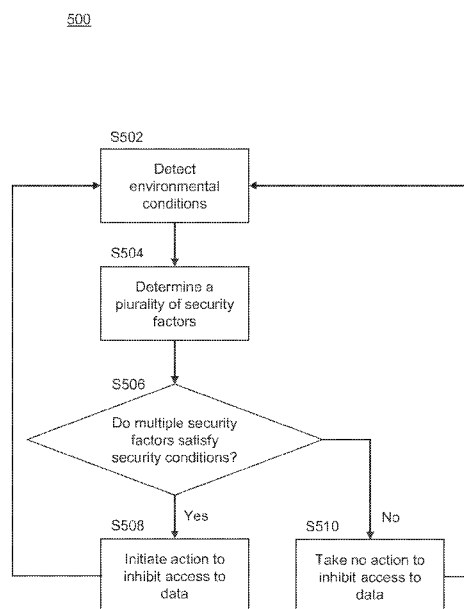 500
S502
Detect
environmental
conditions
S504
Determine a
plurality of security
factors
S506
Do multiple security
factors satisfy
security conditions?
Yes
No
S508
Initiate action to
inhibit access to
data
S510
Take no action to
inhibit access to
data